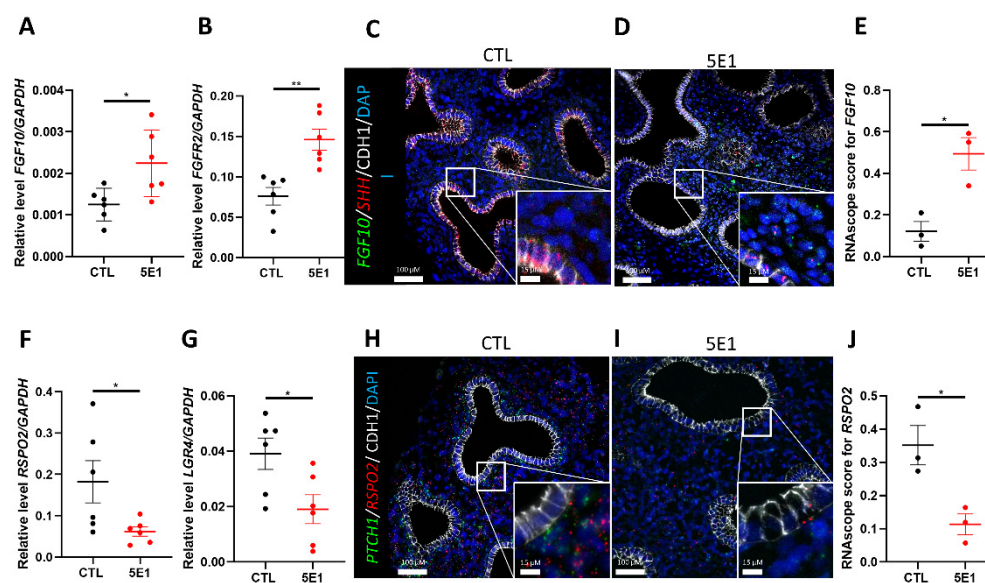 A
Relative level FGF10/GAPDH
0.004
0.003
0.002
0.001
0.000
*
CTL
5E1
B
Relative level FGFR2/GAPDH
0.20
0.15
0.10
0.05
0.00
**
CTL
5E1
C
CTL
FGF10/SHH/CDH1/DAP
I
100 µM
15 µM
D
5E1
100 µM
15 µM
E
RNAscope score for FGF10
0.8
0.6
0.4
0.2
0.0
*
CTL
5E1
F
Relative level RSPO2/GAPDH
0.4
0.3
0.2
0.1
0.0
*
CTL
5E1
G
Relative level LGR4/GAPDH
0.06
0.04
0.02
0.00
*
CTL
5E1
H
CTL
PTCH1/RSPO2/ CDH1/DAPI
100 µM
15 µM
I
5E1
100 µM
15 µM
J
RNAscope score for RSPO2
0.6
0.4
0.2
0.0
*
CTL
5E1